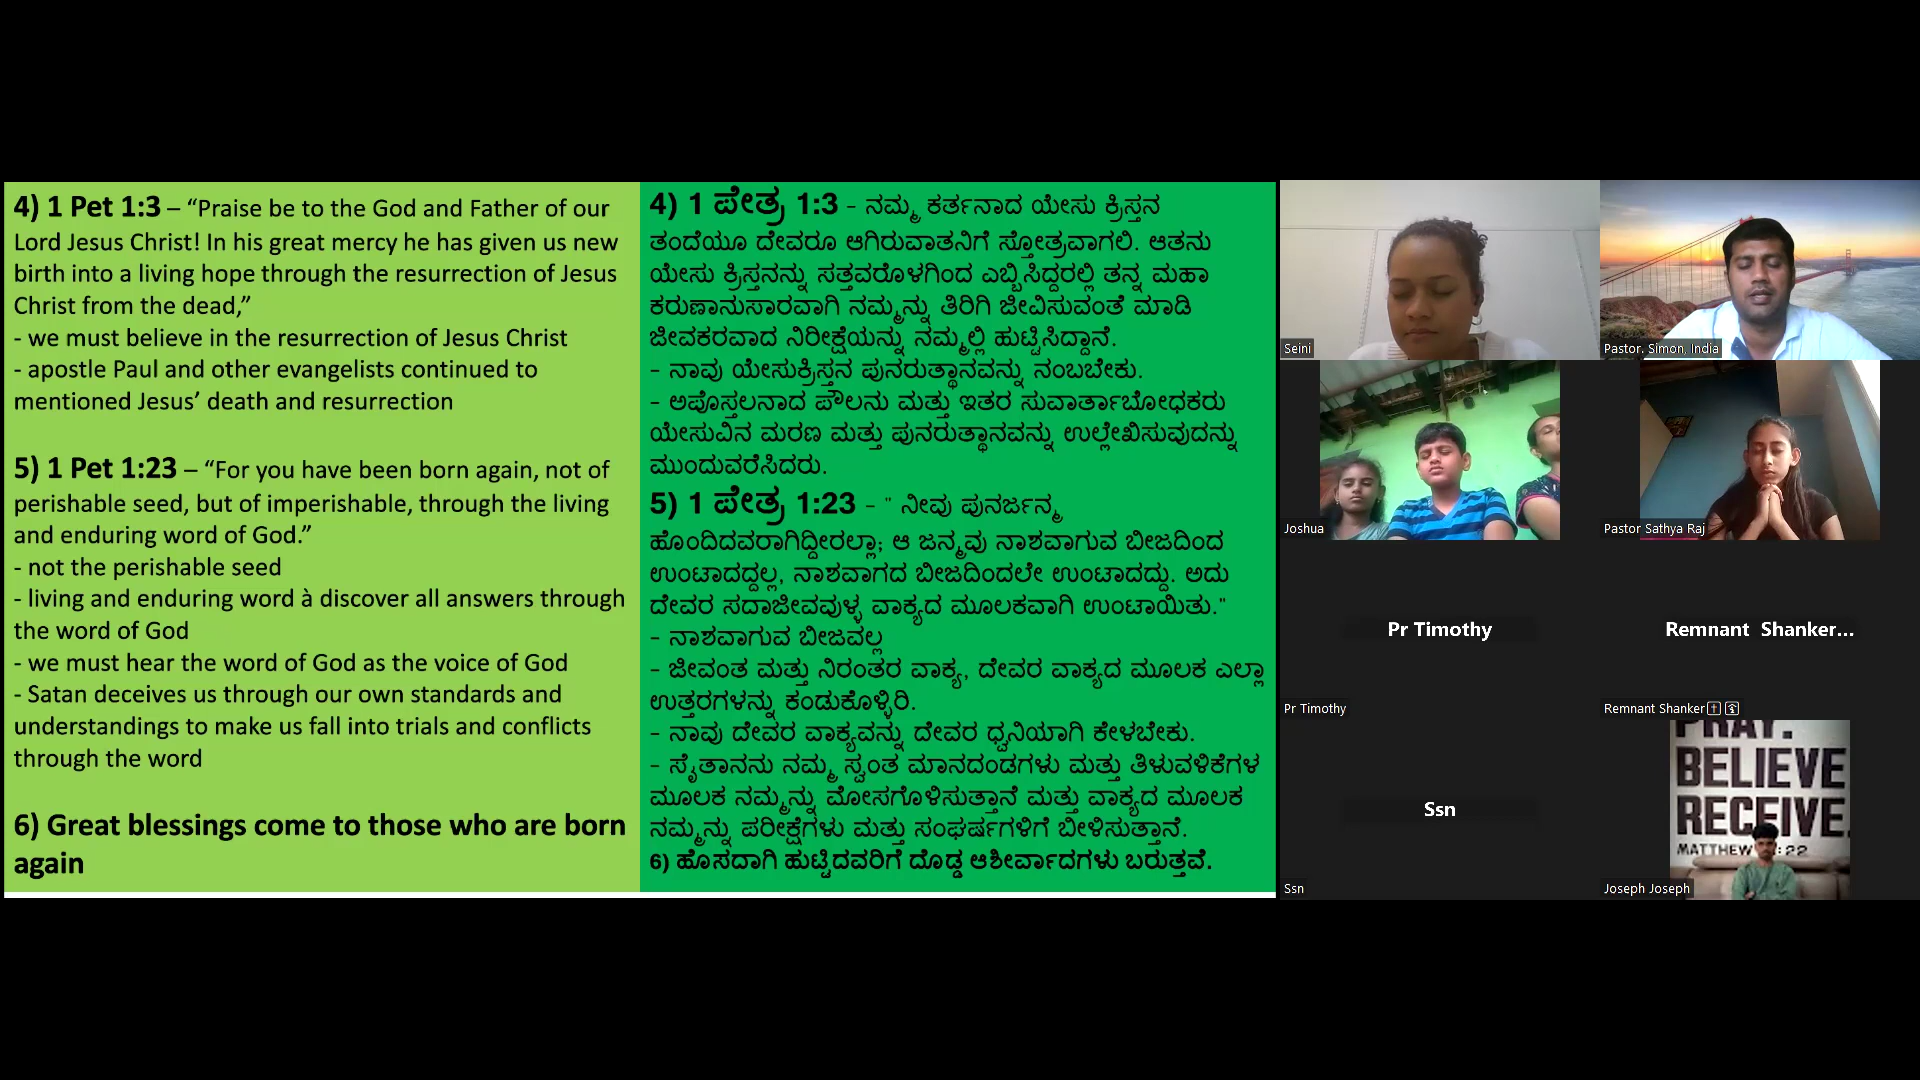 4) 1 Pet 1:3 – “Praise be to the God and Father of our
Lord Jesus Christ! In his great mercy he has given us new
birth into a living hope through the resurrection of Jesus
Christ from the dead,”
- we must believe in the resurrection of Jesus Christ
- apostle Paul and other evangelists continued to
mentioned Jesus’ death and resurrection
5) 1 Pet 1:23 – “For you have been born again, not of
perishable seed, but of imperishable, through the living
and enduring word of God.”
- not the perishable seed
- living and enduring word à discover all answers through
the word of God
- we must hear the word of God as the voice of God
- Satan deceives us through our own standards and
understandings to make us fall into trials and conflicts
through the word
6) Great blessings come to those who are born
again
4) 1 ಪೇತ್ರ 1:3 - ನಮ್ಮ ಕರ್ತನಾದ ಯೇಸು ಕ್ರಿಸ್ತನ
ತಂದೆಯೂ ದೇವರೂ ಆಗಿರುವಾತನಿಗೆ ಸ್ತೋತ್ರವಾಗಲಿ. ಆತನು
ಯೇಸು ಕ್ರಿಸ್ತನನ್ನು ಸತ್ತವರೊಳಗಿಂದ ಎಬ್ಬಿಸಿದ್ದರಲ್ಲಿ ತನ್ನ ಮಹಾ
ಕರುಣಾನುಸಾರವಾಗಿ ನಮ್ಮನ್ನು ತಿರಿಗಿ ಜೀವಿಸುವಂತೆ ಮಾಡಿ
ಜೀವಕರವಾದ ನಿರೀಕ್ಷೆಯನ್ನು ನಮ್ಮಲ್ಲಿ ಹುಟ್ಟಿಸಿದ್ದಾನೆ.
- ನಾವು ಯೇಸುಕ್ರಿಸ್ತನ ಪುನರುತ್ಥಾನವನ್ನು ನಂಬಬೇಕು.
- ಅಪೊಸ್ತಲನಾದ ಪೌಲನು ಮತ್ತು ಇತರ ಸುವಾರ್ತಾಬೋಧಕರು
ಯೇಸುವಿನ ಮರಣ ಮತ್ತು ಪುನರುತ್ಥಾನವನ್ನು ಉಲ್ಲೇಖಿಸುವುದನ್ನು
ಮುಂದುವರೆಸಿದರು.
5) 1 ಪೇತ್ರ 1:23 - " ನೀವು ಪುನರ್ಜನ್ಮ
ಹೊಂದಿದವರಾಗಿದ್ದೀರಲ್ಲಾ; ಆ ಜನ್ಮವು ನಾಶವಾಗುವ ಬೀಜದಿಂದ
ಉಂಟಾದದ್ದಲ್ಲ, ನಾಶವಾಗದ ಬೀಜದಿಂದಲೇ ಉಂಟಾದದ್ದು. ಅದು
ದೇವರ ಸದಾಜೀವವುಳ್ಳ ವಾಕ್ಯದ ಮೂಲಕವಾಗಿ ಉಂಟಾಯಿತು."
- ನಾಶವಾಗುವ ಬೀಜವಲ್ಲ
- ಜೀವಂತ ಮತ್ತು ನಿರಂತರ ವಾಕ್ಯ, ದೇವರ ವಾಕ್ಯದ ಮೂಲಕ ಎಲ್ಲಾ
ಉತ್ತರಗಳನ್ನು ಕಂಡುಕೊಳ್ಳಿರಿ.
- ನಾವು ದೇವರ ವಾಕ್ಯವನ್ನು ದೇವರ ಧ್ವನಿಯಾಗಿ ಕೇಳಬೇಕು.
- ಸೈತಾನನು ನಮ್ಮ ಸ್ವಂತ ಮಾನದಂಡಗಳು ಮತ್ತು ತಿಳುವಳಿಕೆಗಳ
ಮೂಲಕ ನಮ್ಮನ್ನು ಮೋಸಗೊಳಿಸುತ್ತಾನೆ ಮತ್ತು ವಾಕ್ಯದ ಮೂಲಕ
ನಮ್ಮನ್ನು ಪರೀಕ್ಷೆಗಳು ಮತ್ತು ಸಂಘರ್ಷಗಳಿಗೆ ಬೀಳಿಸುತ್ತಾನೆ.
6) ಹೊಸದಾಗಿ ಹುಟ್ಟಿದವರಿಗೆ ದೊಡ್ಡ ಆಶೀರ್ವಾದಗಳು ಬರುತ್ತವೆ.
Seini
Pastor. Simon, India
Joshua
Pastor Sathya Raj
Pr Timothy
Remnant Shanker...
Pr Timothy
Remnant Shanker
Ssn
PRAY.
BELIEVE
RECEIVE.
MATTHEW :22
Ssn
Joseph Joseph